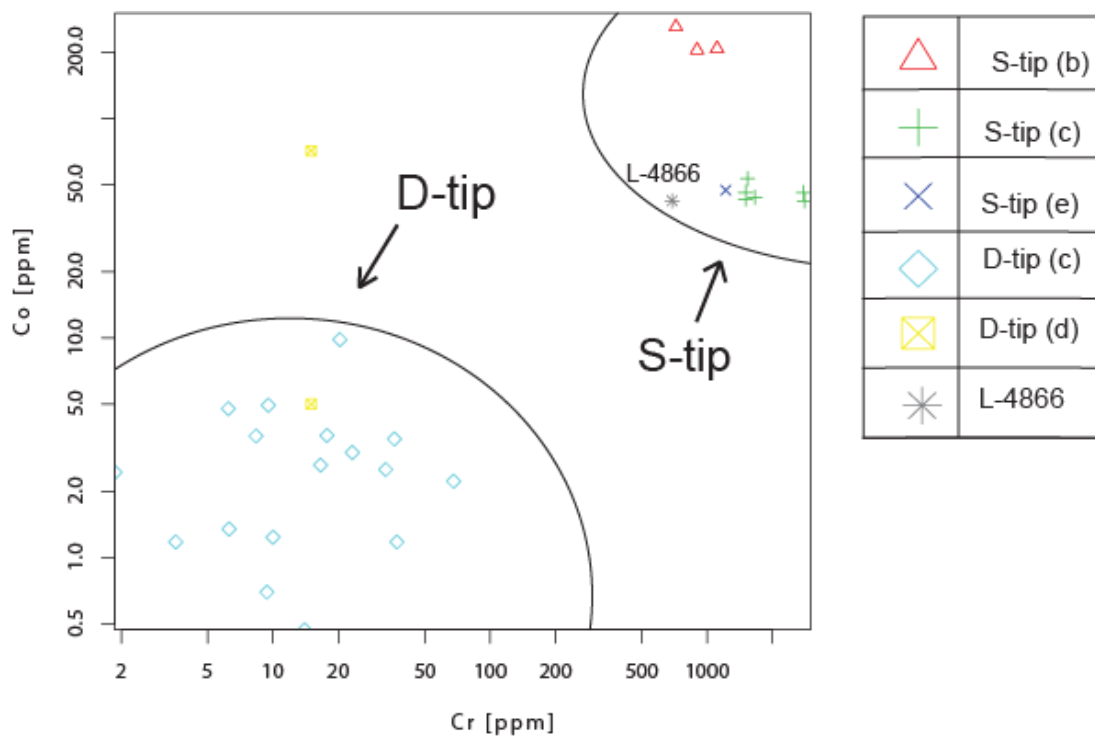 Co [ppm]
200.0
50.0
20.0
10.0
5.0
2.0
1.0
0.5
D-tip
L-4866
S-tip
2 5 10 20 50 100 200 500 1000
Cr [ppm]
S-tip (b)
S-tip (c)
S-tip (e)
D-tip (c)
D-tip (d)
L-4866